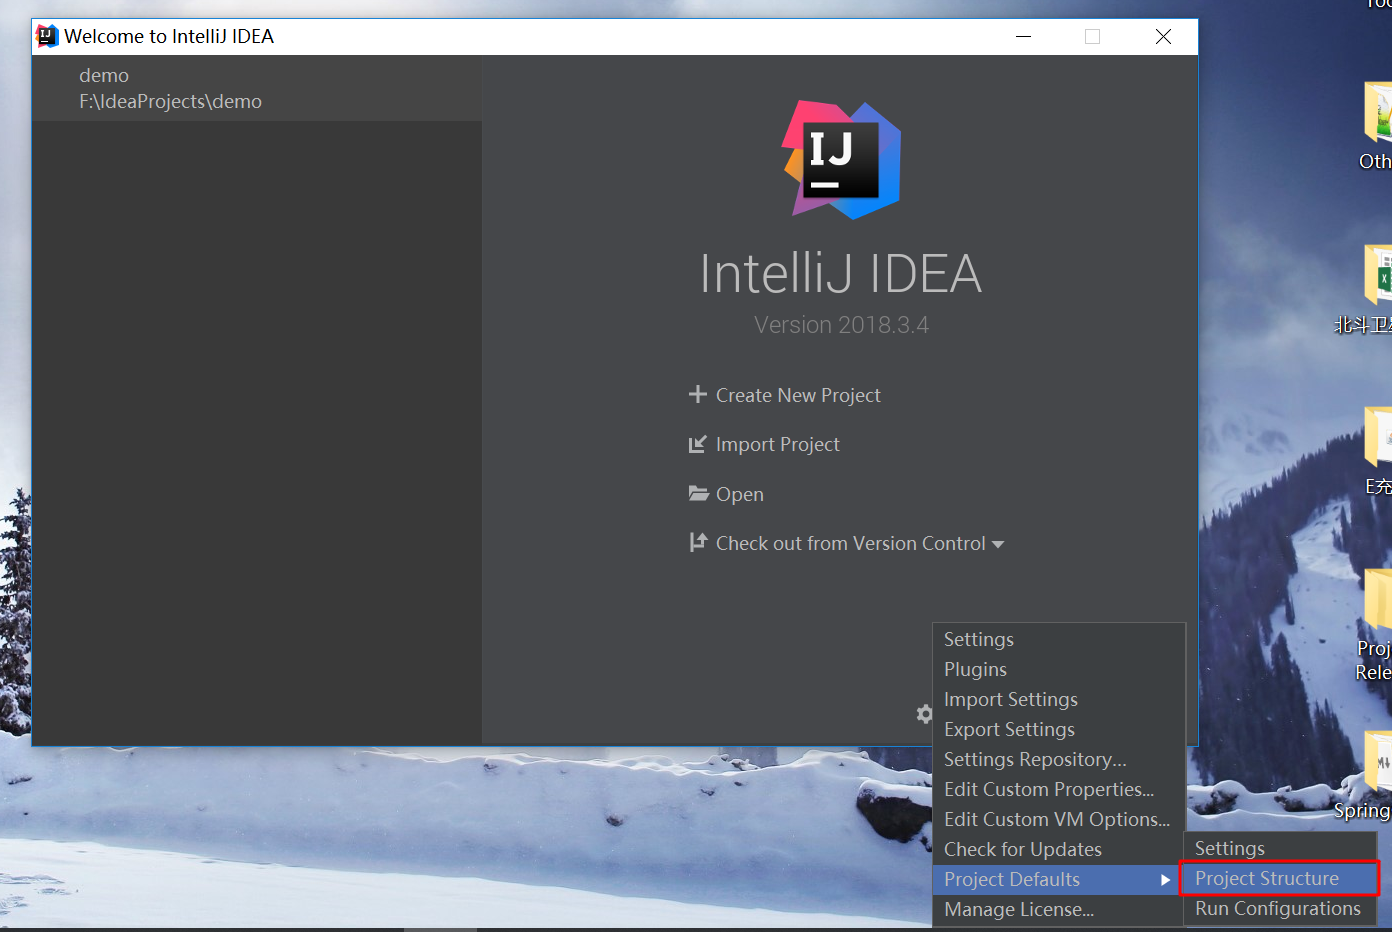 Welcome to IntelliJ IDEA
demo
F:\IdeaProjects\demo
IJ
IntelliJ IDEA
Version 2018.3.4
Create New Project
Import Project
Open
Check out from Version Control
Settings
Plugins
Import Settings
Export Settings
Settings Repository...
Edit Custom Properties...
Edit Custom VM Options...
Check for Updates
Project Defaults
Manage License...
Settings
Project Structure
Run Configurations
Oth
北斗卫
E充
Proj
Rele
Spring